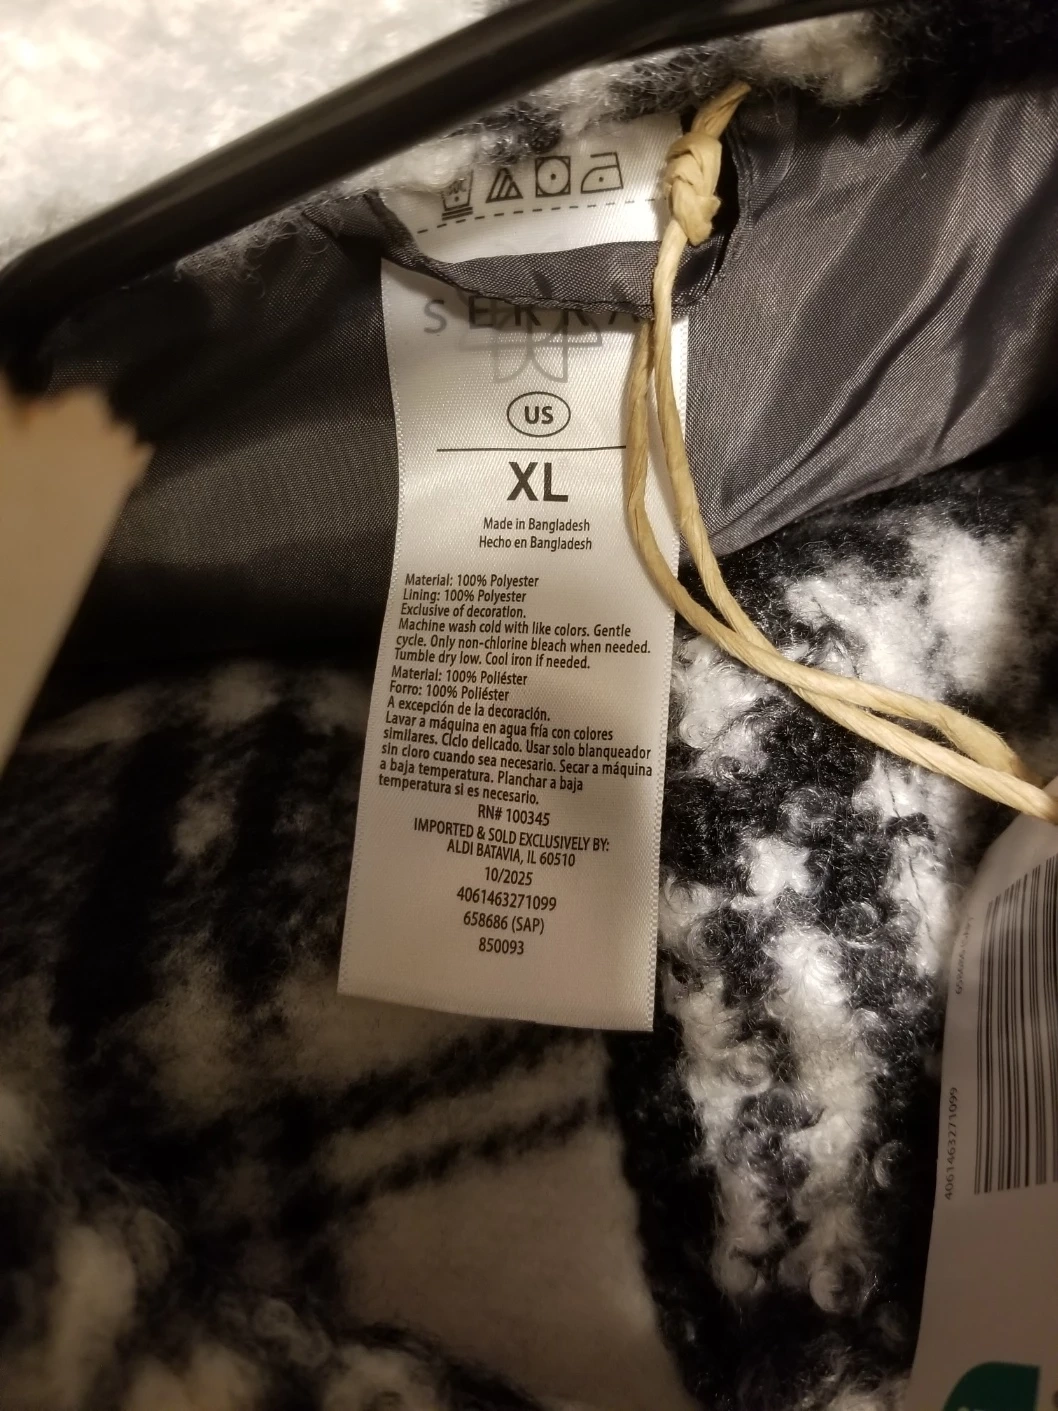 SERRA
US
XL
Made in Bangladesh
Hecho en Bangladesh
Material: 100% Polyester
Lining: 100% Polyester
Exclusive of decoration.
Machine wash cold with like colors. Gentle
cycle. Only non-chlorine bleach when needed.
Tumble dry low. Cool iron if needed.
Material: 100% Poliéster
Forro: 100% Poliéster
A excepción de la decoración.
Lavar a máquina en agua fría con colores
similares. Ciclo delicado. Usar solo blanqueador
sin cloro cuando sea necesario. Secar a máquina
a baja temperatura. Planchar a baja
temperatura si es necesario.
RN# 100345
IMPORTED & SOLD EXCLUSIVELY BY:
ALDI BATAVIA, IL 60510
10/2025
4061463271099
658686 (SAP)
850093
4061463271099